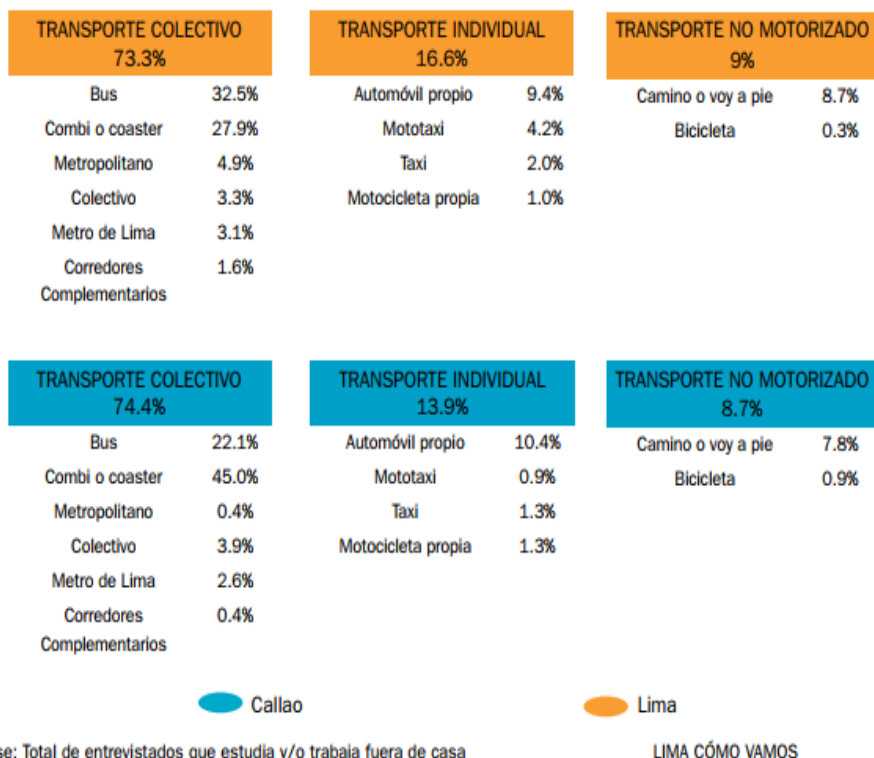 TRANSPORTE COLECTIVO
73.3%
Bus 32.5%
Combi o coaster 27.9%
Metropolitano 4.9%
Colectivo 3.3%
Metro de Lima 3.1%
Corredores 1.6%
Complementarios
TRANSPORTE INDIVIDUAL
16.6%
Automóvil propio 9.4%
Mototaxi 4.2%
Taxi 2.0%
Motocicleta propia 1.0%
TRANSPORTE NO MOTORIZADO
9%
Camino o voy a pie 8.7%
Bicicleta 0.3%
TRANSPORTE COLECTIVO
74.4%
Bus 22.1%
Combi o coaster 45.0%
Metropolitano 0.4%
Colectivo 3.9%
Metro de Lima 2.6%
Corredores 0.4%
Complementarios
TRANSPORTE INDIVIDUAL
13.9%
Automóvil propio 10.4%
Mototaxi 0.9%
Taxi 1.3%
Motocicleta propia 1.3%
TRANSPORTE NO MOTORIZADO
8.7%
Camino o voy a pie 7.8%
Bicicleta 0.9%
Callao
Lima
se: Total de entrevistados que estudia y/o trabaja fuera de casa
LIMA CÓMO VAMOS